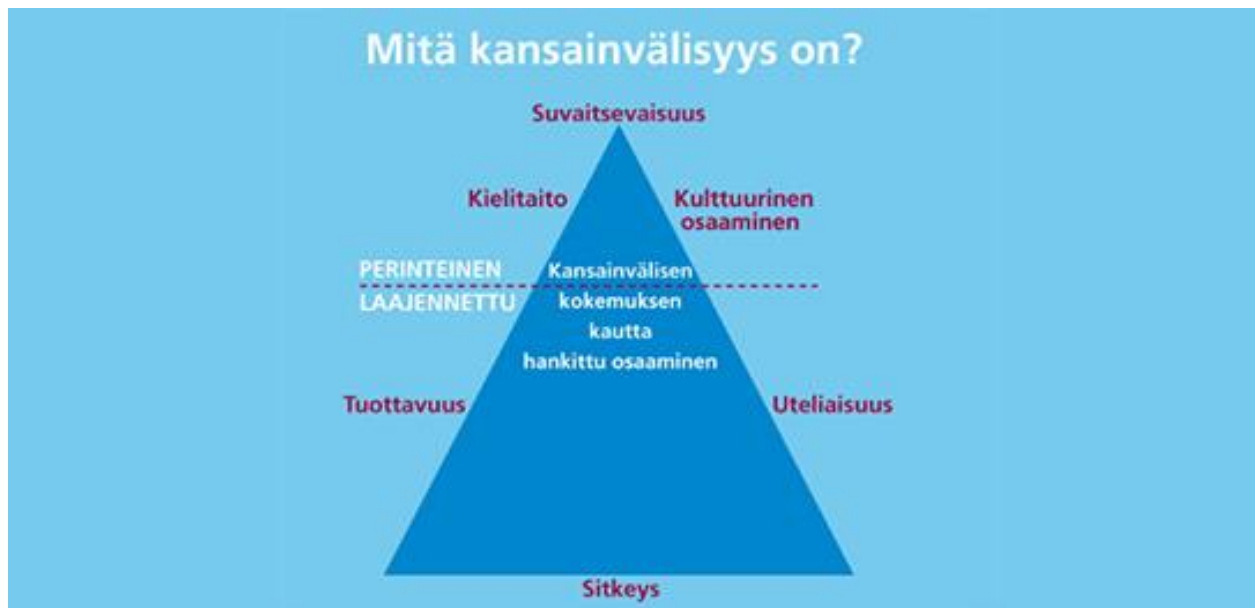 Mitä kansainvälisyys on?
Suvaitsevaisuus
Kielitaito
Kulttuurinen
osaaminen
PERINTEINEN
LAAJENNETTU
Kansainvälisen
kokemuksen
kautta
hankittu osaaminen
Tuottavuus
Uteliaisuus
Sitkeys